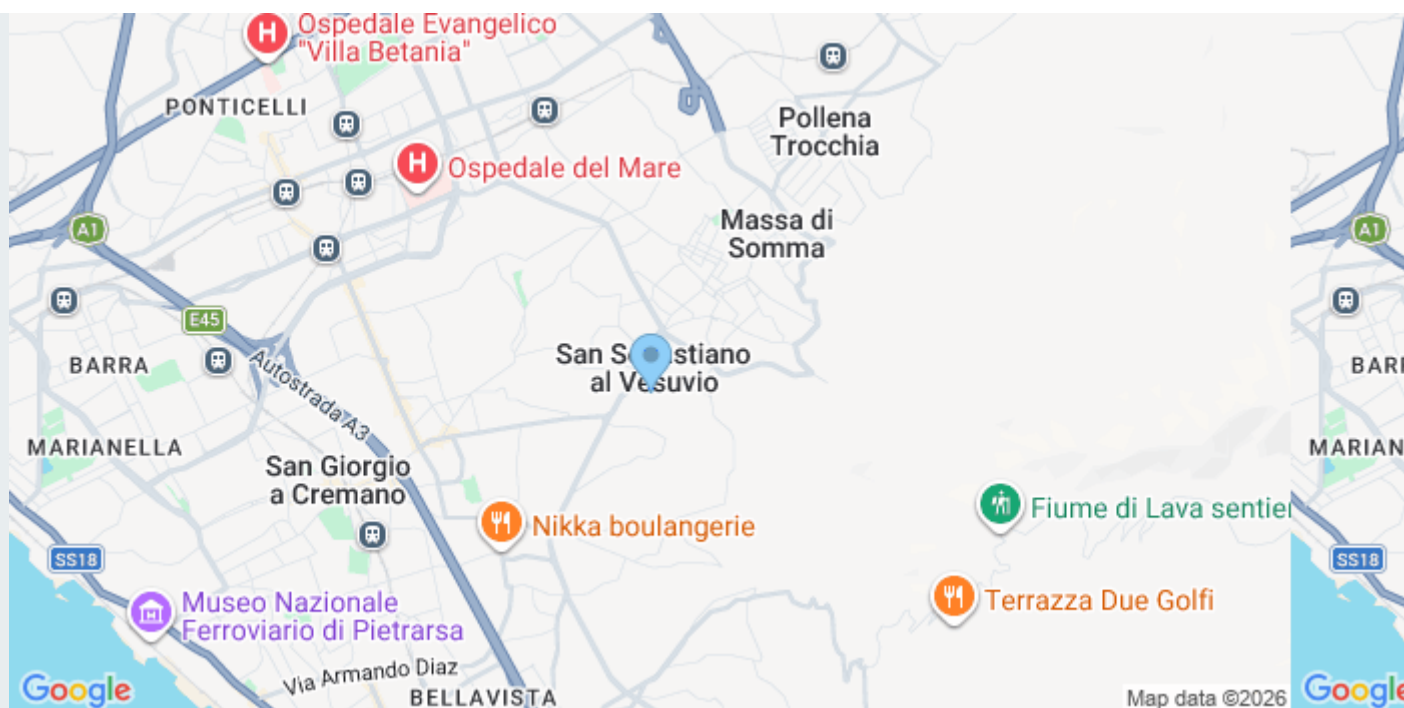 Ospedale Evangelico
"Villa Betania"
PONTICELLI
Pollena
Trocchia
Ospedale del Mare
Massa di
Somma
A1
A1
E45
BARRA
Autostrada A3
San Sebastiano
al Vesuvio
BARR
MARIANELLA
MARIAN
San Giorgio
a Cremano
Nikka boulangerie
Fiume di Lava sentier
SS18
SS18
Museo Nazionale
Ferroviario di Pietrarsa
Terrazza Due Golfi
Via Armando Diaz
BELLAVISTA
Google
Map data ©2026
Google